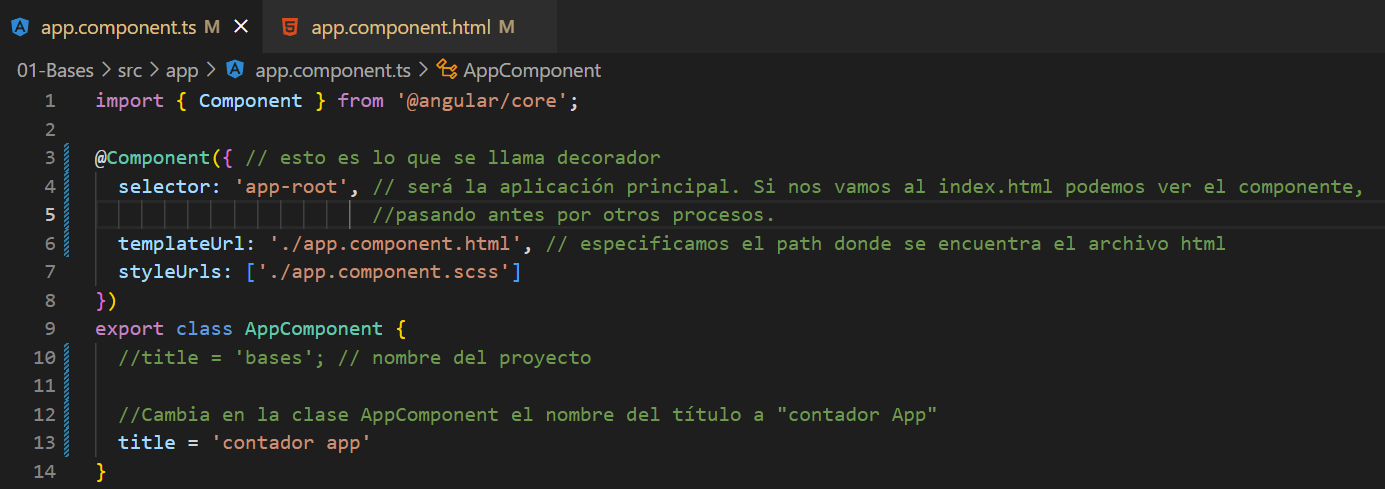 app.component.ts M
app.component.html M
01-Bases > src > app > app.component.ts > AppComponent
1 import { Component } from '@angular/core';
2
3 @Component({ // esto es lo que se llama decorador
4 selector: 'app-root', // será la aplicación principal. Si nos vamos al index.html podemos ver el componente,
5 //pasando antes por otros procesos.
6 templateUrl: './app.component.html', // especificamos el path donde se encuentra el archivo html
7 styleUrls: ['./app.component.scss']
8 })
9 export class AppComponent {
10 //title = 'bases'; // nombre del proyecto
11
12 //Cambia en la clase AppComponent el nombre del título a "contador App"
13 title = 'contador app'
14 }